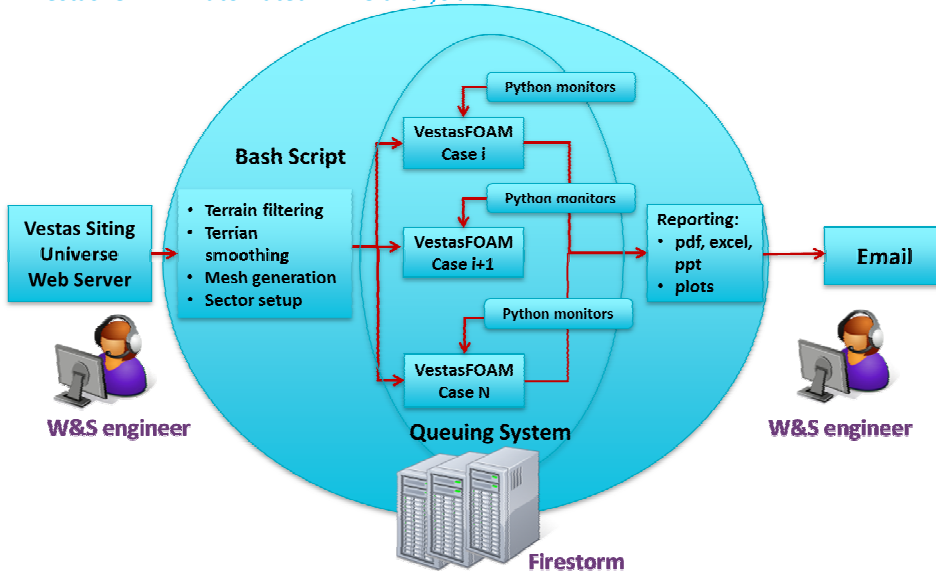 Python monitors
VestasFOAM
Case i
Bash Script
Python monitors
Vestas Siting
Universe
Web Server
• Terrain filtering
• Terrian
smoothing
• Mesh generation
• Sector setup
VestasFOAM
Case i+1
Reporting:
• pdf, excel,
ppt
• plots
Email
Python monitors
VestasFOAM
Case N
W&S engineer
Queuing System
W&S engineer
Firestorm